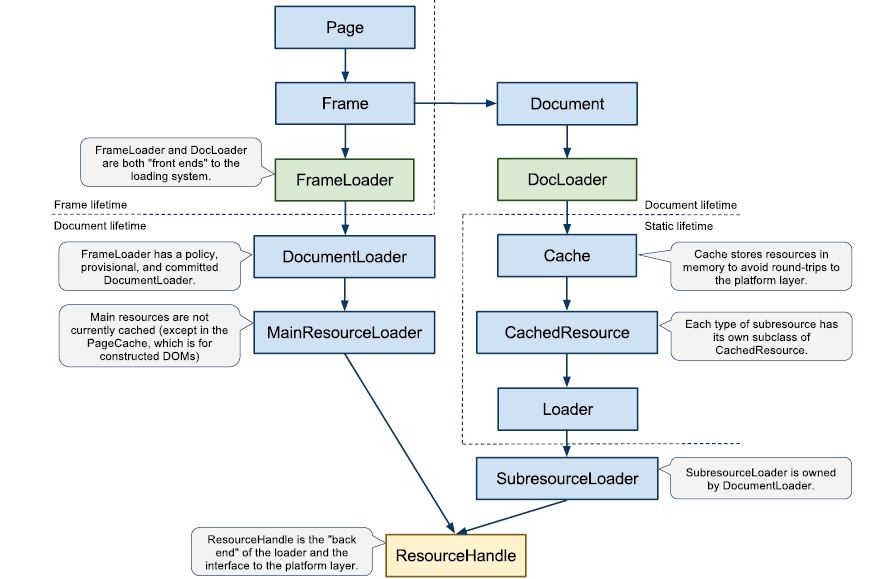 Page
Frame
Document
FrameLoader and DocLoader
are both "front ends" to the
loading system.
FrameLoader
DocLoader
Frame lifetime
Document lifetime
Document lifetime
Static lifetime
FrameLoader has a policy,
provisional, and committed
DocumentLoader.
DocumentLoader
Cache
Cache stores resources in
memory to avoid round-trips to
the platform layer.
Main resources are not
currently cached (except in the
PageCache, which is for
constructed DOMs)
MainResourceLoader
CachedResource
Each type of subresource has
its own subclass of
CachedResource.
Loader
SubresourceLoader
SubresourceLoader is owned
by DocumentLoader.
ResourceHandle is the "back
end" of the loader and the
interface to the platform layer.
ResourceHandle